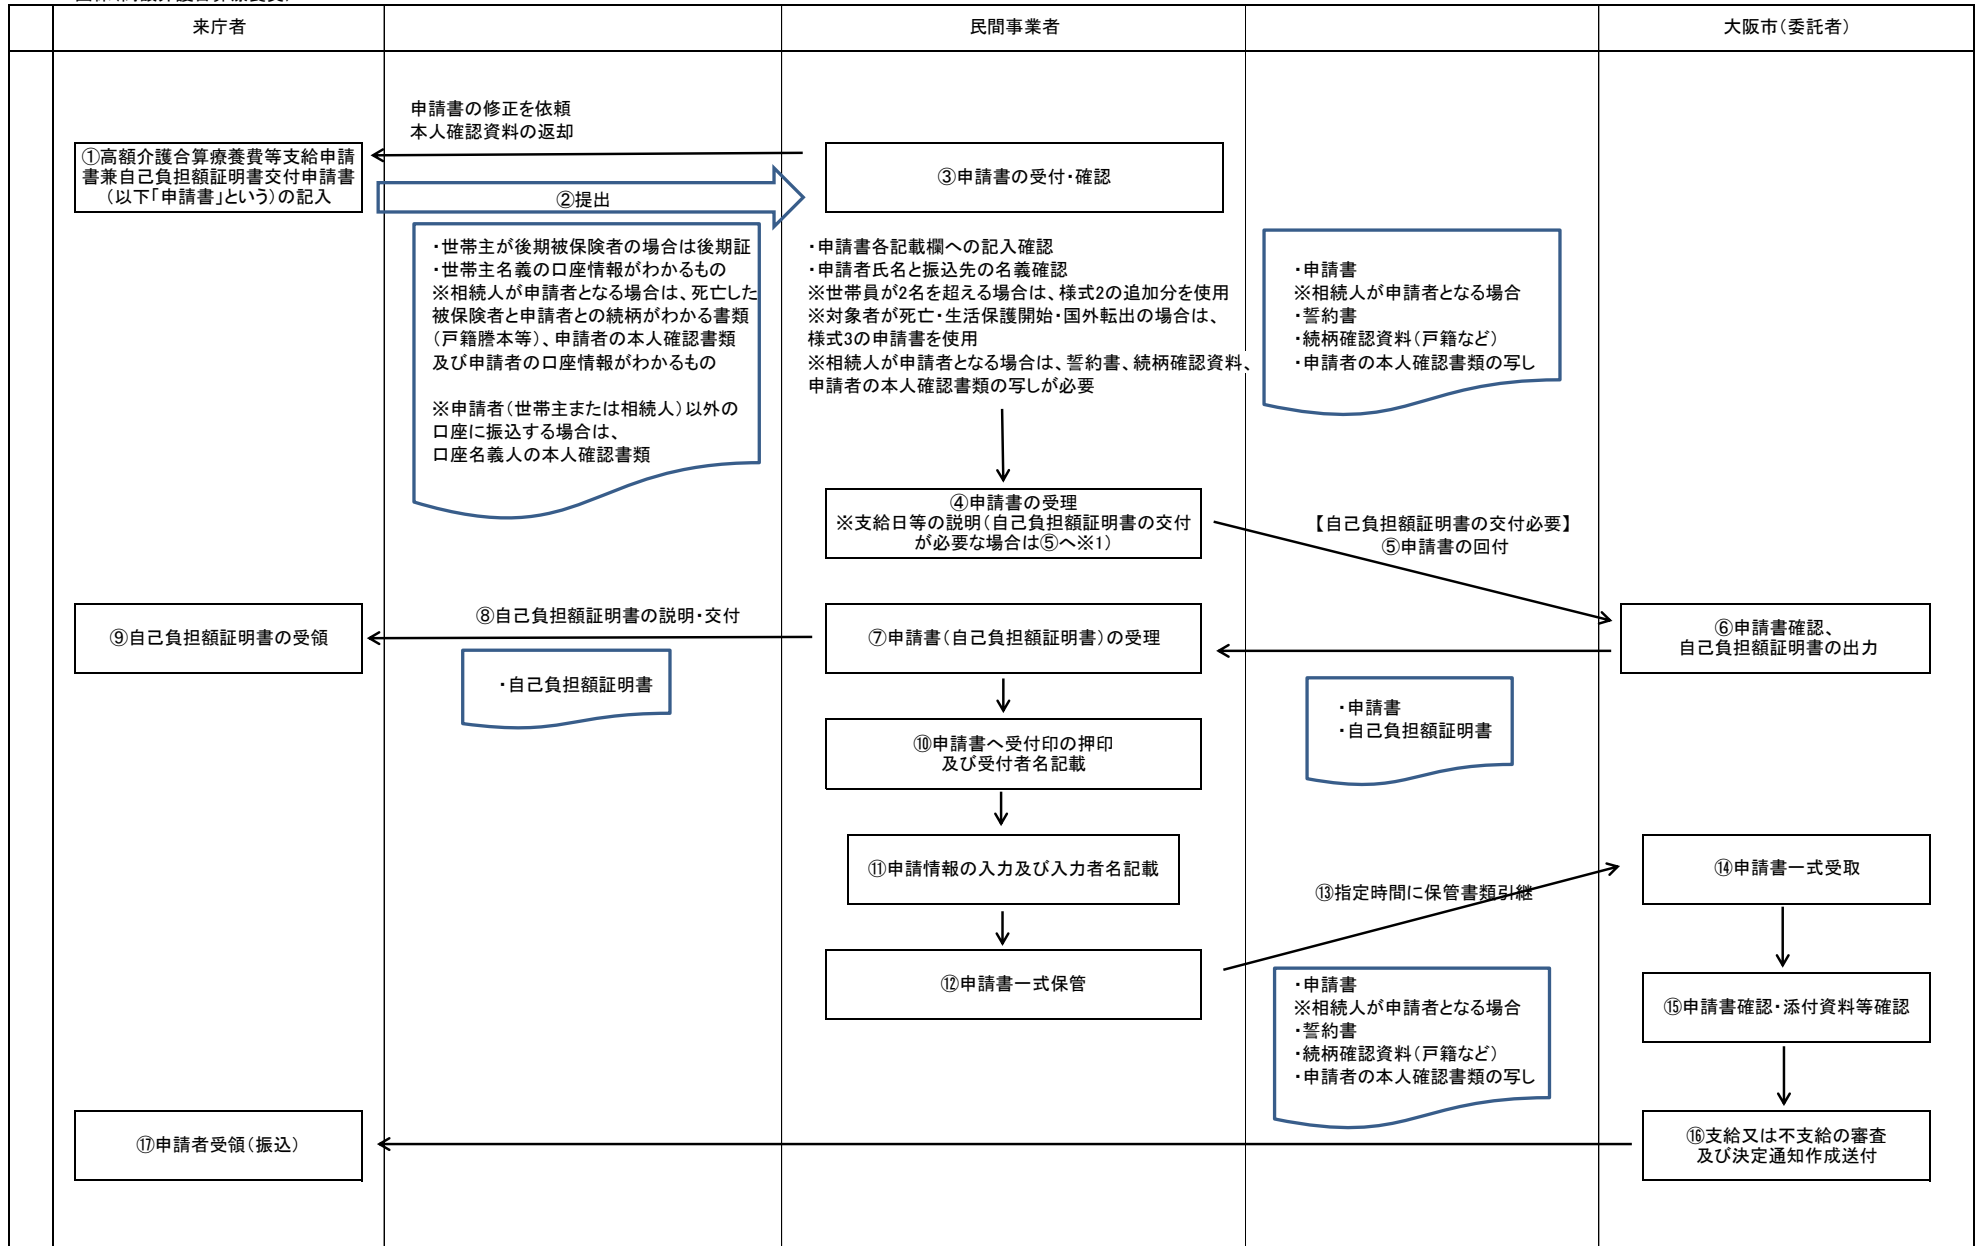 来庁者
民間事業者
大阪市(委託者)
申請書の修正を依頼
本人確認資料の返却
①高額介護合算療養費等支給申請
書兼自己負担額証明書交付申請書
(以下「申請書」という)の記入
②提出
③申請書の受付・確認
・世帯主が後期被保険者の場合は後期証
・世帯主名義の口座情報がわかるもの
※相続人が申請者となる場合は、死亡した
被保険者と申請者との続柄がわかる書類
(戸籍謄本等)、申請者の本人確認書類
及び申請者の口座情報がわかるもの
※申請者(世帯主または相続人)以外の
口座に振込する場合は、
口座名義人の本人確認書類
・申請書各記載欄への記入確認
・申請者氏名と振込先の名義確認
※世帯員が2名を超える場合は、様式2の追加分を使用
※対象者が死亡・生活保護開始・国外転出の場合は、
様式3の申請書を使用
※相続人が申請者となる場合は、誓約書、続柄確認資料、
申請者の本人確認書類の写しが必要
・申請書
※相続人が申請者となる場合
・誓約書
・続柄確認資料(戸籍など)
・申請者の本人確認書類の写し
④申請書の受理
※支給日等の説明(自己負担額証明書の交付
が必要な場合は⑤へ※1)
【自己負担額証明書の交付必要】
⑤申請書の回付
⑥申請書確認、
自己負担額証明書の出力
⑦申請書(自己負担額証明書)の受理
⑧自己負担額証明書の説明・交付
⑨自己負担額証明書の受領
・自己負担額証明書
・申請書
・自己負担額証明書
⑩申請書へ受付印の押印
及び受付者名記載
⑪申請情報の入力及び入力者名記載
⑫申請書一式保管
⑬指定時間に保管書類引継
・申請書
※相続人が申請者となる場合
・誓約書
・続柄確認資料(戸籍など)
・申請者の本人確認書類の写し
⑭申請書一式受取
⑮申請書確認・添付資料等確認
⑯支給又は不支給の審査
及び決定通知作成送付
⑰申請者受領(振込)